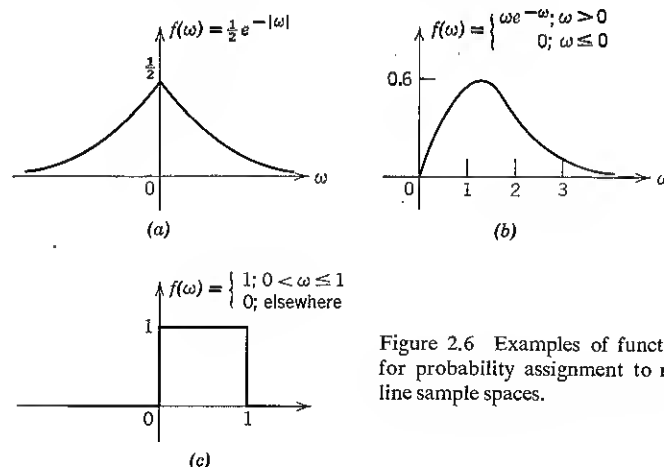 f(ω) = ½ e^{-|ω|}
½
0
ω
(a)
f(ω) = { ωe^{-ω}; ω > 0
0; ω ≤ 0
0.6
0 1 2 3
(b)
f(ω) = { 1; 0 < ω ≤ 1
0; elsewhere
1
0 1
(c)
Figure 2.6 Examples of funct
for probability assignment to
line sample spaces.